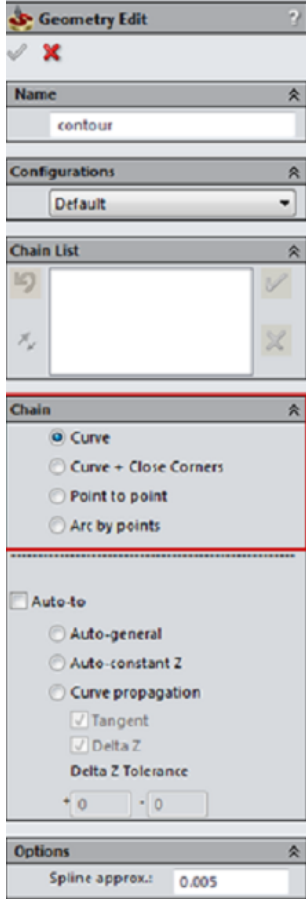 Geometry Edit ?
Name
contour
Configurations
Default
Chain List
Chain
Curve
Curve + Close Corners
Point to point
Arc by points
Auto-to
Auto-general
Auto-constant Z
Curve propagation
Tangent
Delta Z
Delta Z Tolerance
+ 0 - 0
Options
Spline approx.: 0.005